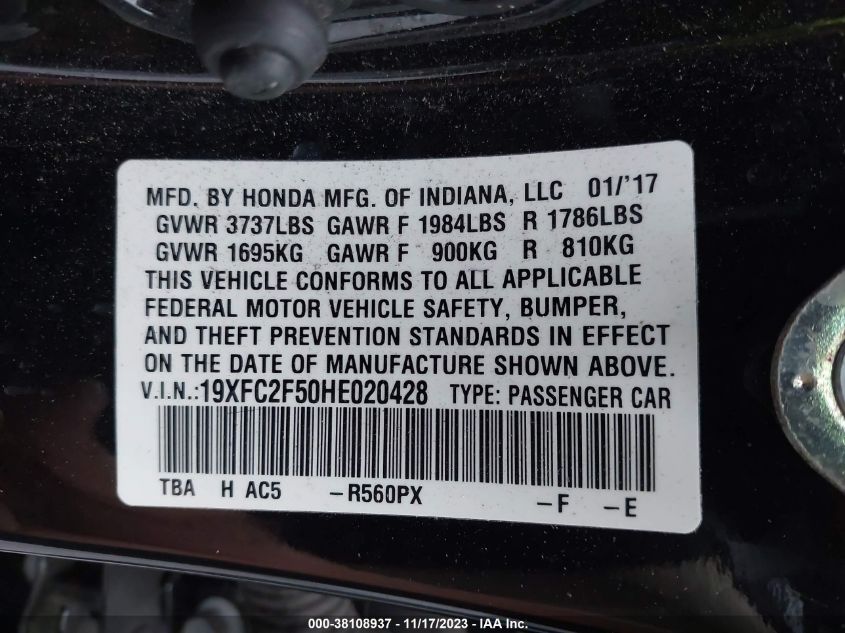 MFD. BY HONDA MFG. OF INDIANA, LLC 01/'17
GVWR 3737LBS GAWR F 1984LBS R 1786LBS
GVWR 1695KG GAWR F 900KG R 810KG
THIS VEHICLE CONFORMS TO ALL APPLICABLE
FEDERAL MOTOR VEHICLE SAFETY, BUMPER,
AND THEFT PREVENTION STANDARDS IN EFFECT
ON THE DATE OF MANUFACTURE SHOWN ABOVE.
V.I.N.:19XFC2F50HE020428 TYPE: PASSENGER CAR
TBA H AC5 -R560PX -F -E
000-38108937 - 11/17/2023 - IAA Inc.